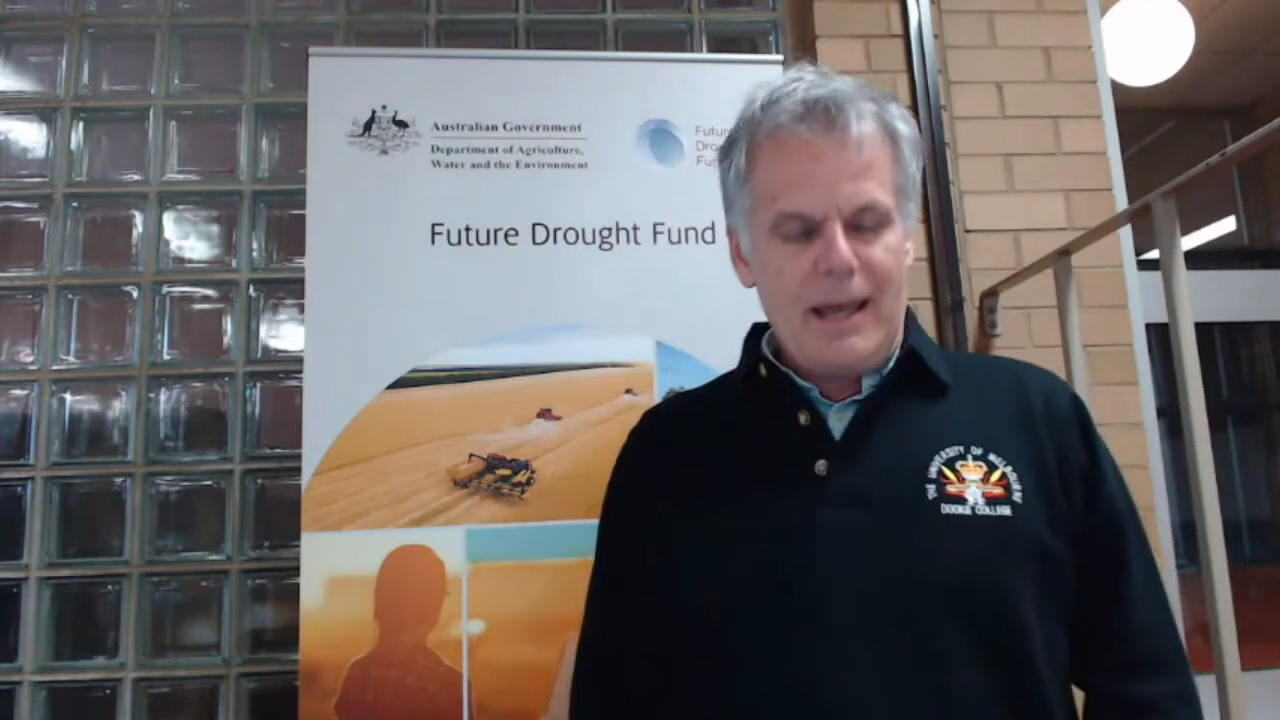 Australian Government
Department of Agriculture,
Water and the Environment
Future Drought Fund
THE UNIVERSITY OF MELBOURNE
DOOKIE COLLEGE